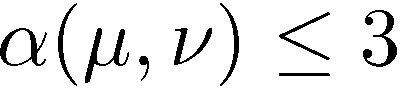 α(μ, ν) ≤ 3